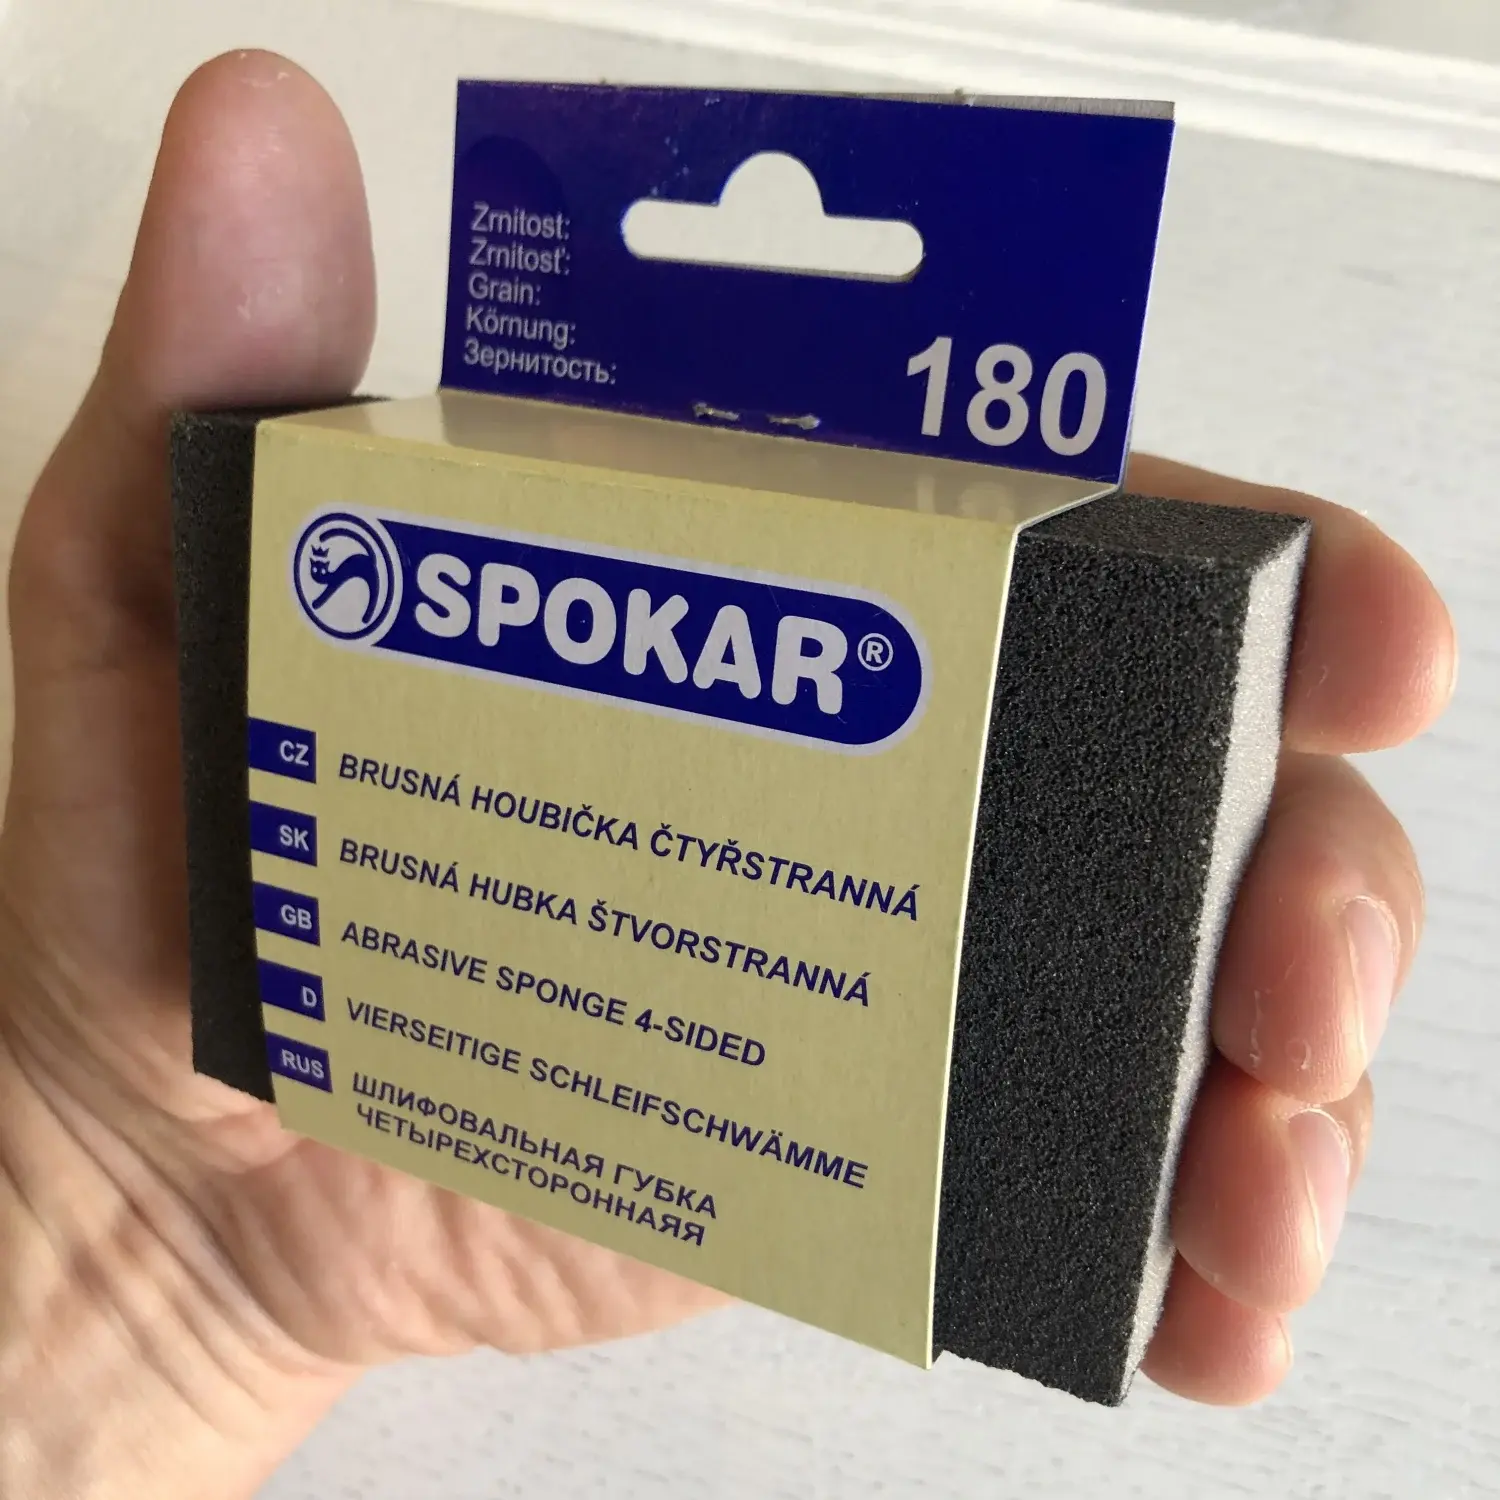 Zrnitost:
Zrnitosť:
Grain:
Körnung:
Зернитость:
180
SPOKAR®
CZ BRUSNÁ HOUBIČKA ČTYŘSTRANNÁ
SK BRUSNÁ HUBKA ŠTVORSTRANNÁ
GB ABRASIVE SPONGE 4-SIDED
D VIERSEITIGE SCHLEIFSCHWÄMME
RUS ШЛИФОВАЛЬНАЯ ГУБКА
ЧЕТЫРЕХСТОРОННАЯЯ